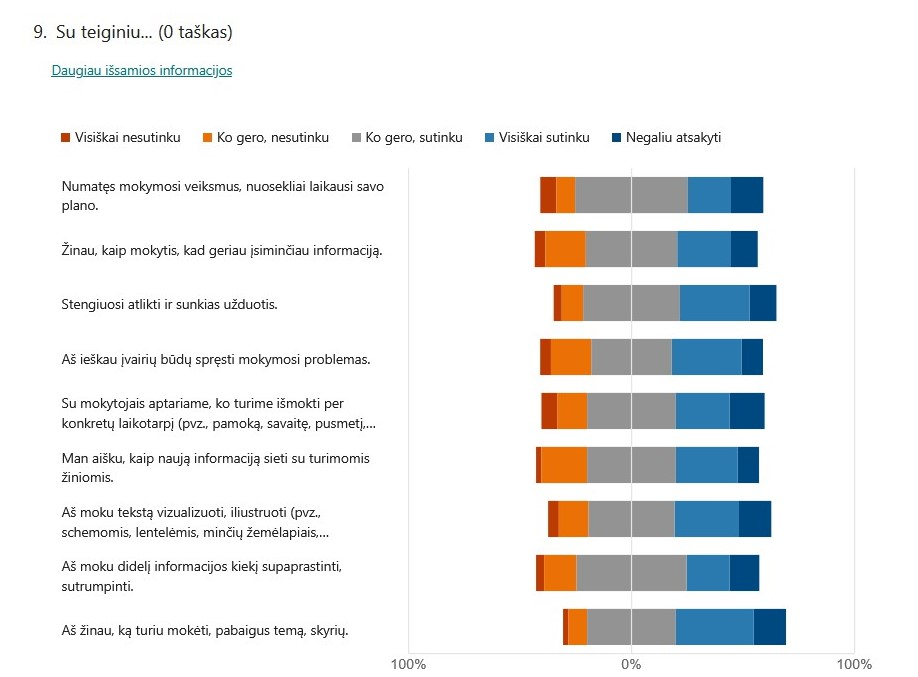 9. Su teiginiu... (0 taškas)
Daugiau išsamios informacijos
Visiškai nesutinku Ko gero, nesutinku Ko gero, sutinku Visiškai sutinku Negaliu atsakyti
Numatęs mokymosi veiksmus, nuosekliai laikausi savo
plano.
Žinau, kaip mokytis, kad geriau įsiminčiau informaciją.
Stengiuosi atlikti ir sunkias užduotis.
Aš ieškau įvairių būdų spręsti mokymosi problemas.
Su mokytojais aptariame, ko turime išmokti per
konkretų laikotarpį (pvz., pamoką, savaitę, pusmetį,...
Man aišku, kaip naują informaciją sieti su turimomis
žiniomis.
Aš moku tekstą vizualizuoti, iliustruoti (pvz.,
schemomis, lentelėmis, minčių žemėlapiais,...
Aš moku didelį informacijos kiekį supaprastinti,
sutrumpinti.
Aš žinau, ką turiu mokėti, pabaigus temą, skyrių.
100% 0% 100%